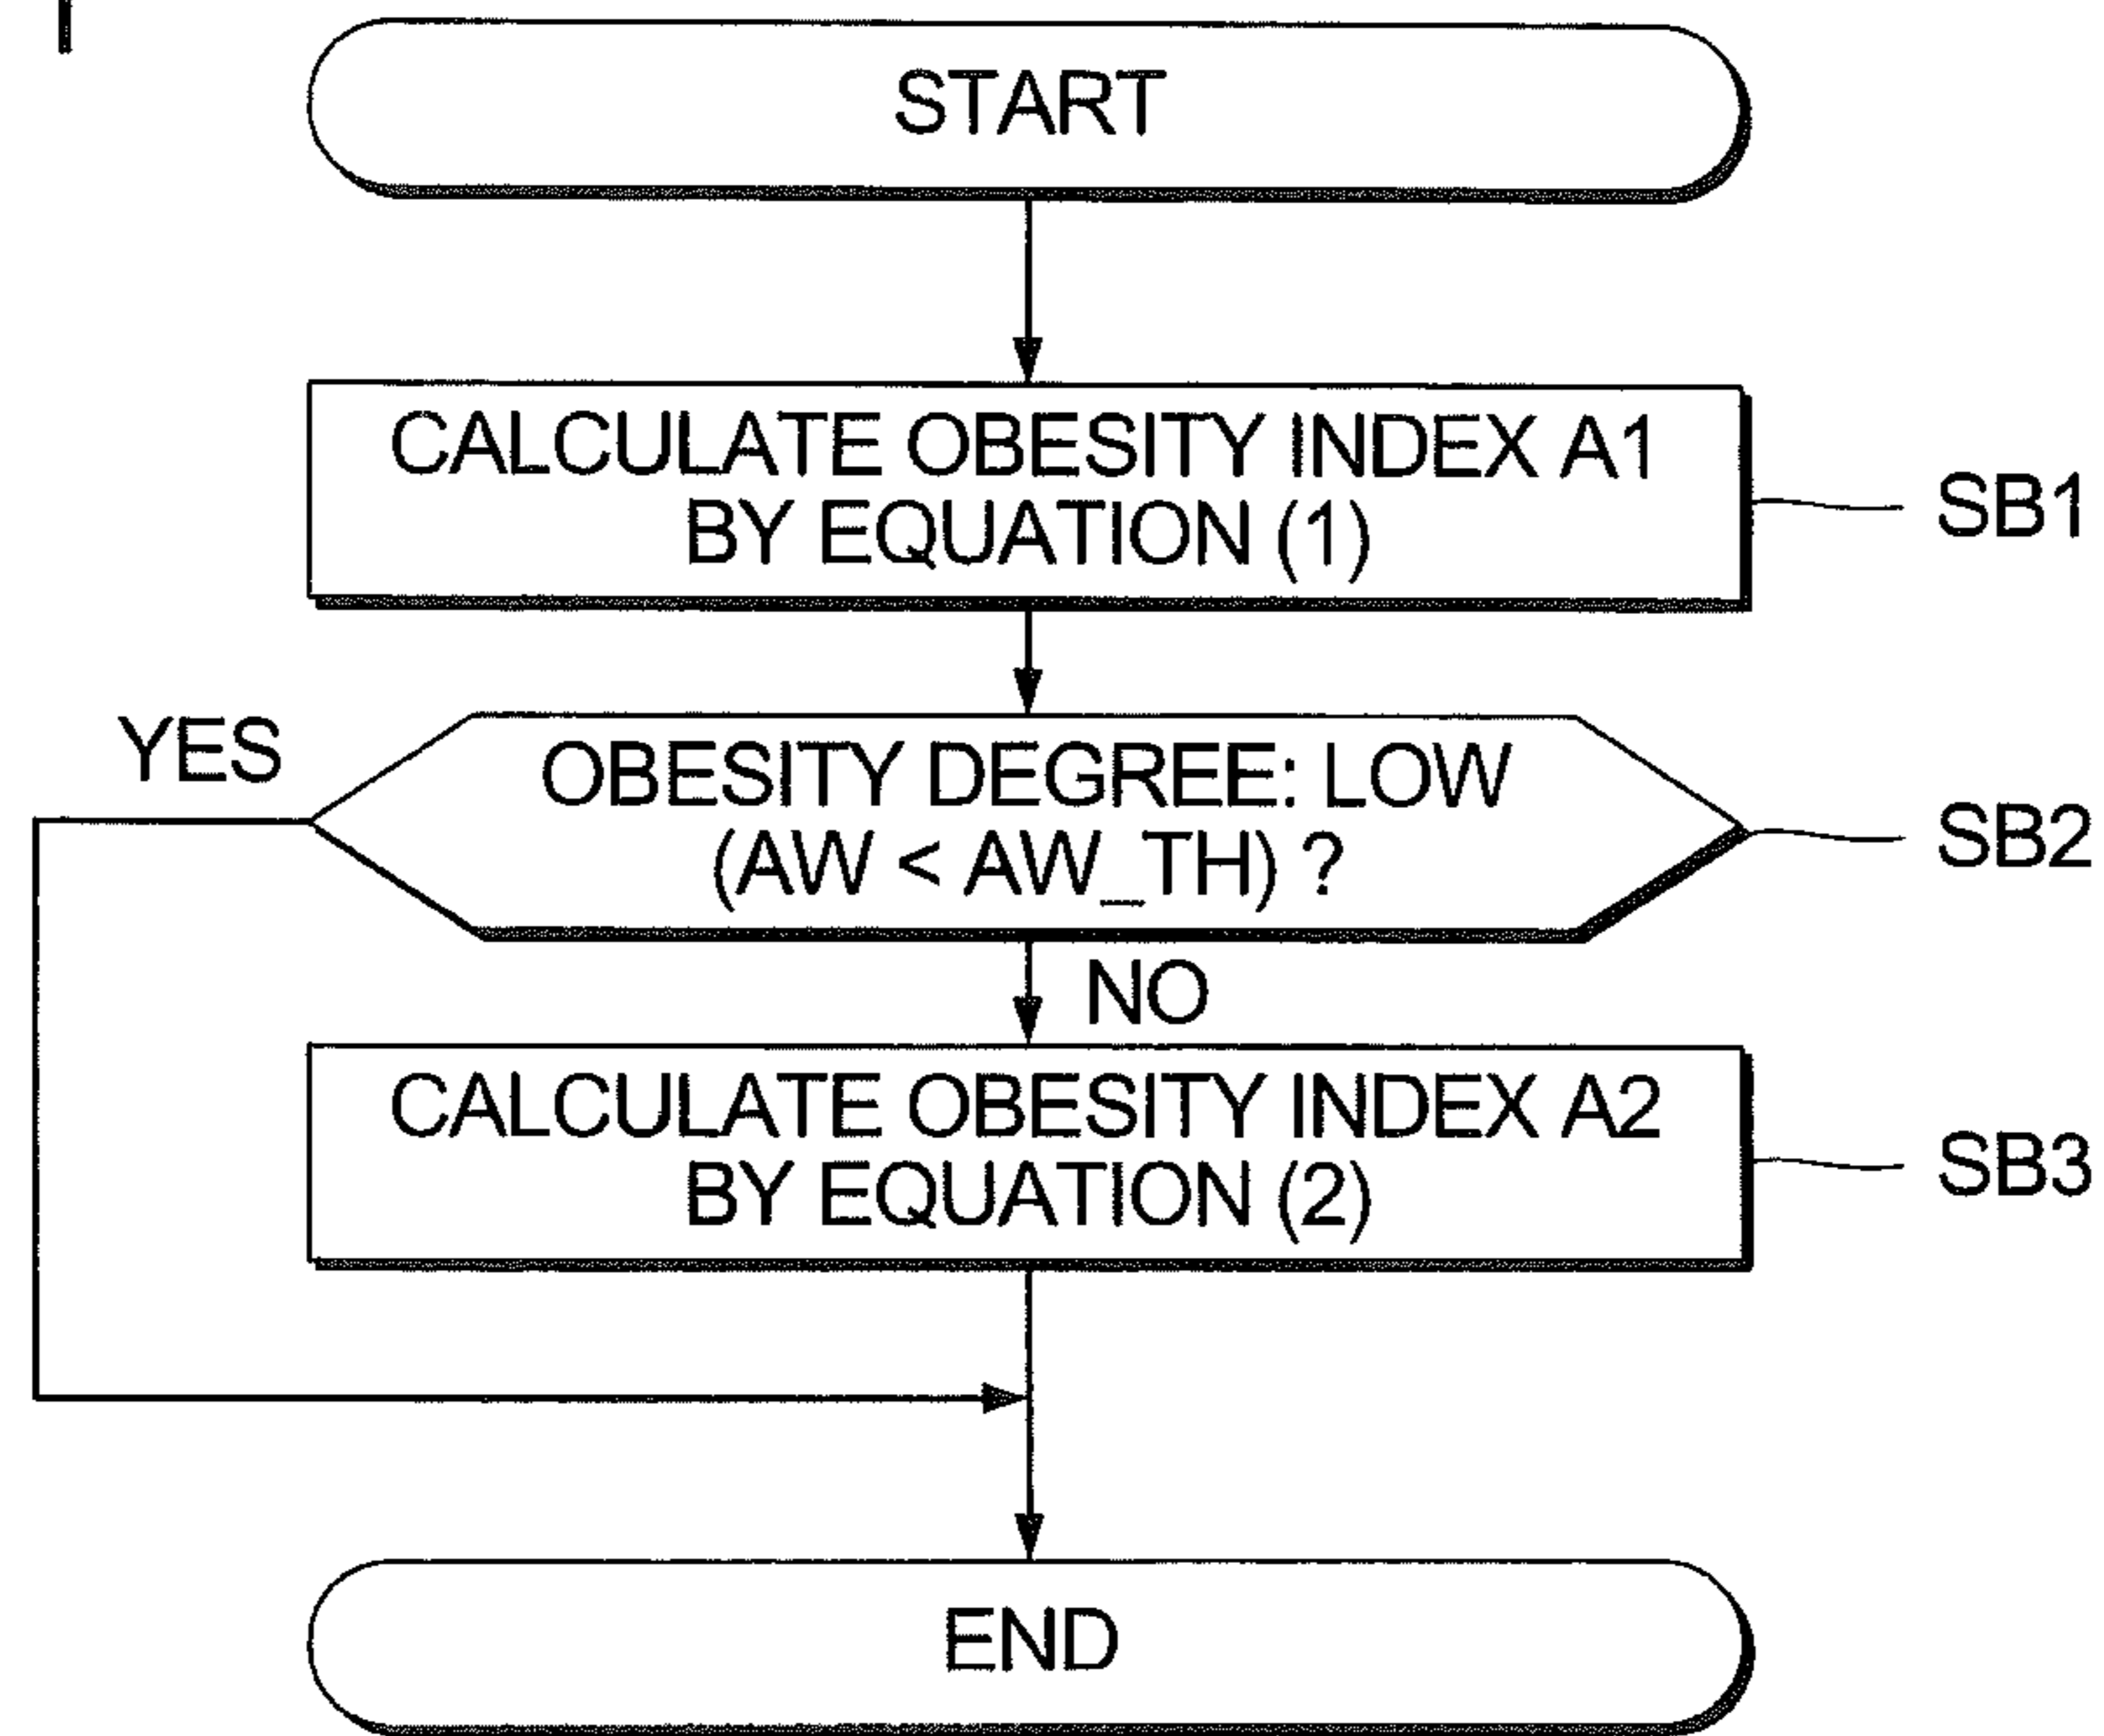 START
CALCULATE OBESITY INDEX A1
BY EQUATION (1)
SB1
YES
OBESITY DEGREE: LOW
(AW < AW_TH) ?
SB2
NO
CALCULATE OBESITY INDEX A2
BY EQUATION (2)
SB3
END